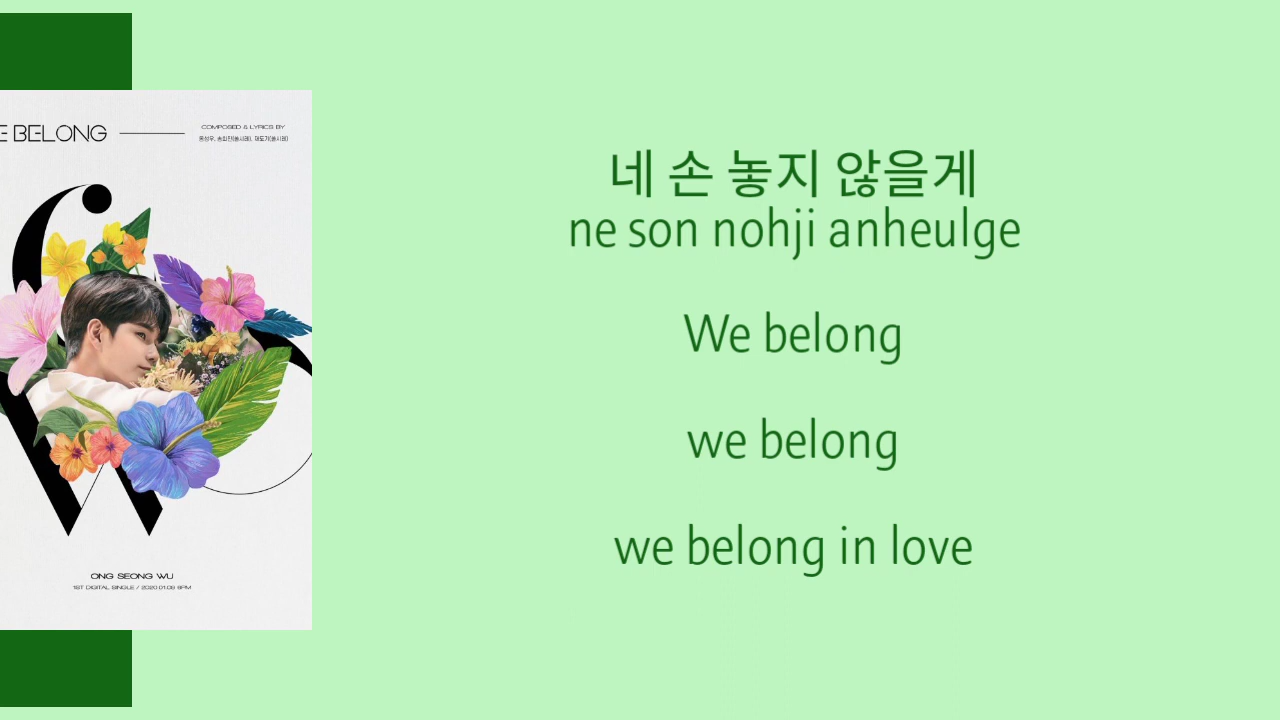 E BELONG
COMPOSED & LYRICS BY
네 손 놓지 않을게
ne son nohji anheulge
We belong
we belong
we belong in love
ONG SEONG WU
1ST DIGITAL SINGLE / 2020.01.08 6PM